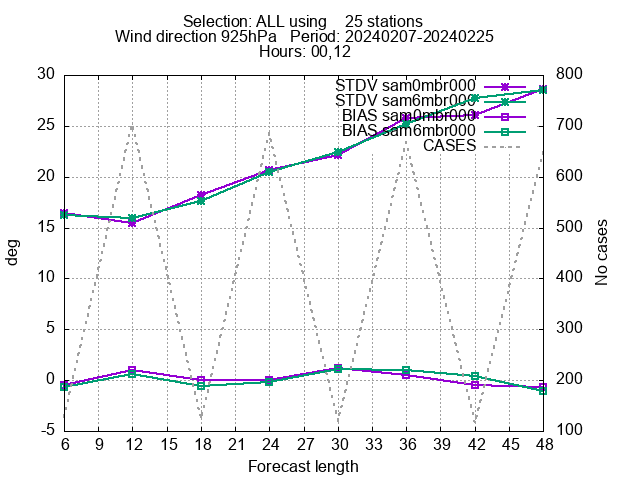 Selection: ALL using    25 stations
Wind direction 925hPa   Period: 20240207-20240225
Hours: 00,12
30 800
STDV sam0mbr000
STDV sam6mbr000
BIAS sam0mbr000
BIAS sam6mbr000
CASES
25 700
20 600
15 500
10 400
5 300
0 200
-5 100
deg
No cases
6 9 12 15 18 21 24 27 30 33 36 39 42 45 48
Forecast length